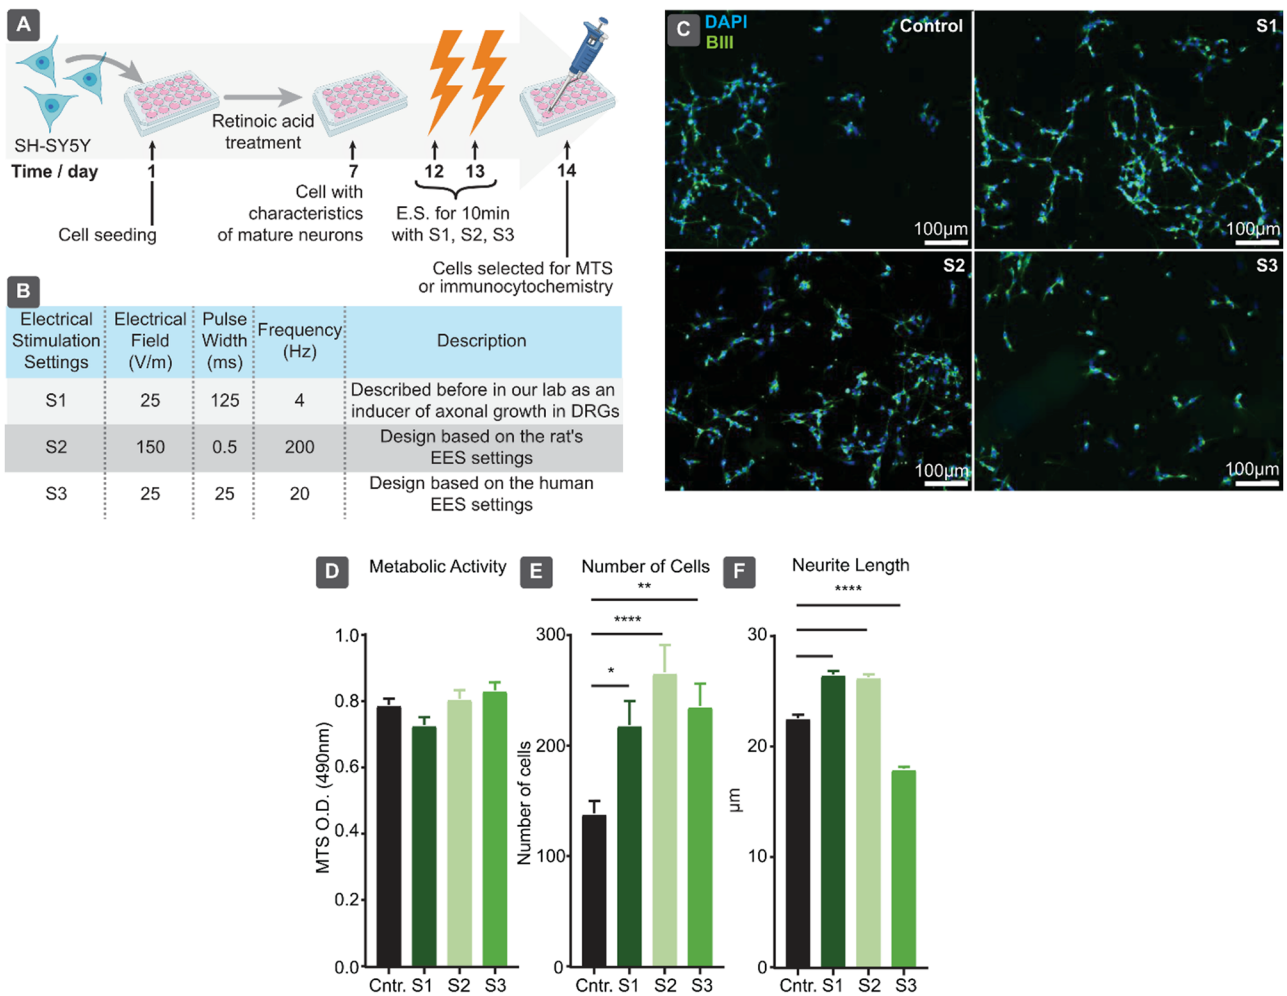 A
SH-SY5Y
Retinoic acid
treatment
Time / day
1
7
12
13
14
Cell seeding
Cell with
characteristics
of mature neurons
E.S. for 10min
with S1, S2, S3
Cells selected for MTS
or immunocytochemistry
B
Electrical
Stimulation
Settings
Electrical
Field
(V/m)
Pulse
Width
(ms)
Frequency
(Hz)
Description
S1
25
125
4
Described before in our lab as an
inducer of axonal growth in DRGs
S2
150
0.5
200
Design based on the rat's
EES settings
S3
25
25
20
Design based on the human
EES settings
C
DAPI
BIII
Control
100µm
S1
100µm
S2
100µm
S3
100µm
D
Metabolic Activity
MTS O.D. (490nm)
1.0
0.8
0.6
0.4
0.2
0.0
Cntr. S1 S2 S3
E
Number of Cells
**
****
*
Number of cells
300
200
100
0
Cntr. S1 S2 S3
F
Neurite Length
****
µm
30
20
10
0
Cntr. S1 S2 S3